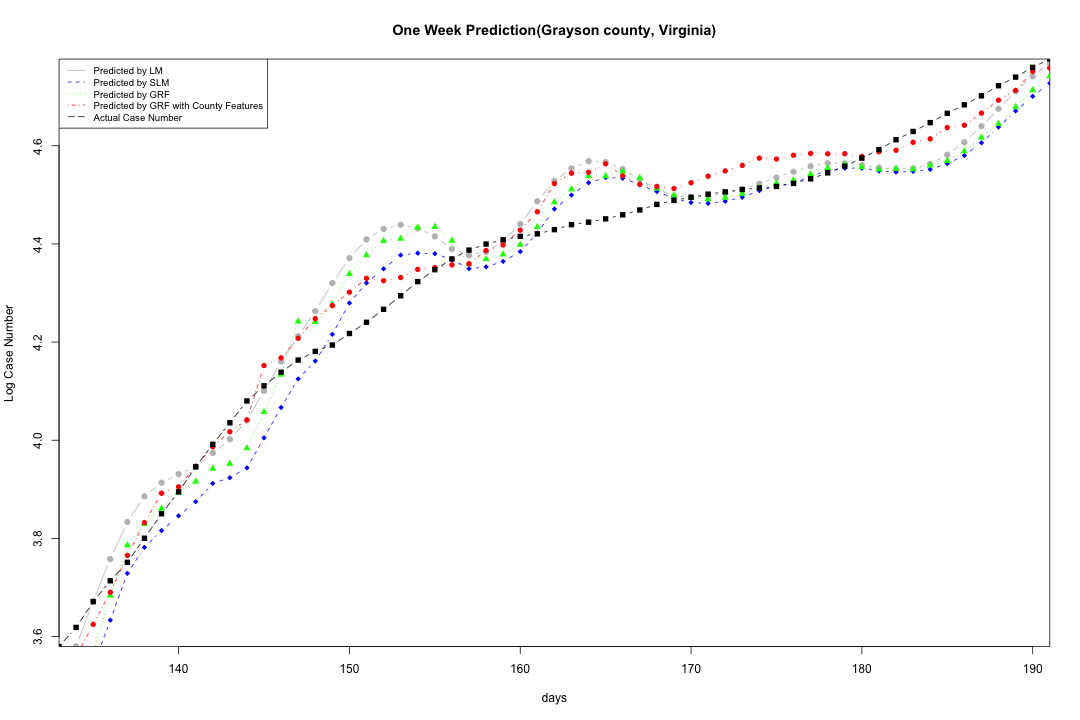 One Week Prediction(Grayson county, Virginia)
Predicted by LM
Predicted by SLM
Predicted by GRF
Predicted by GRF with County Features
Actual Case Number
Log Case Number
4.6
4.4
4.2
4.0
3.8
3.6
140 150 160 170 180 190
days